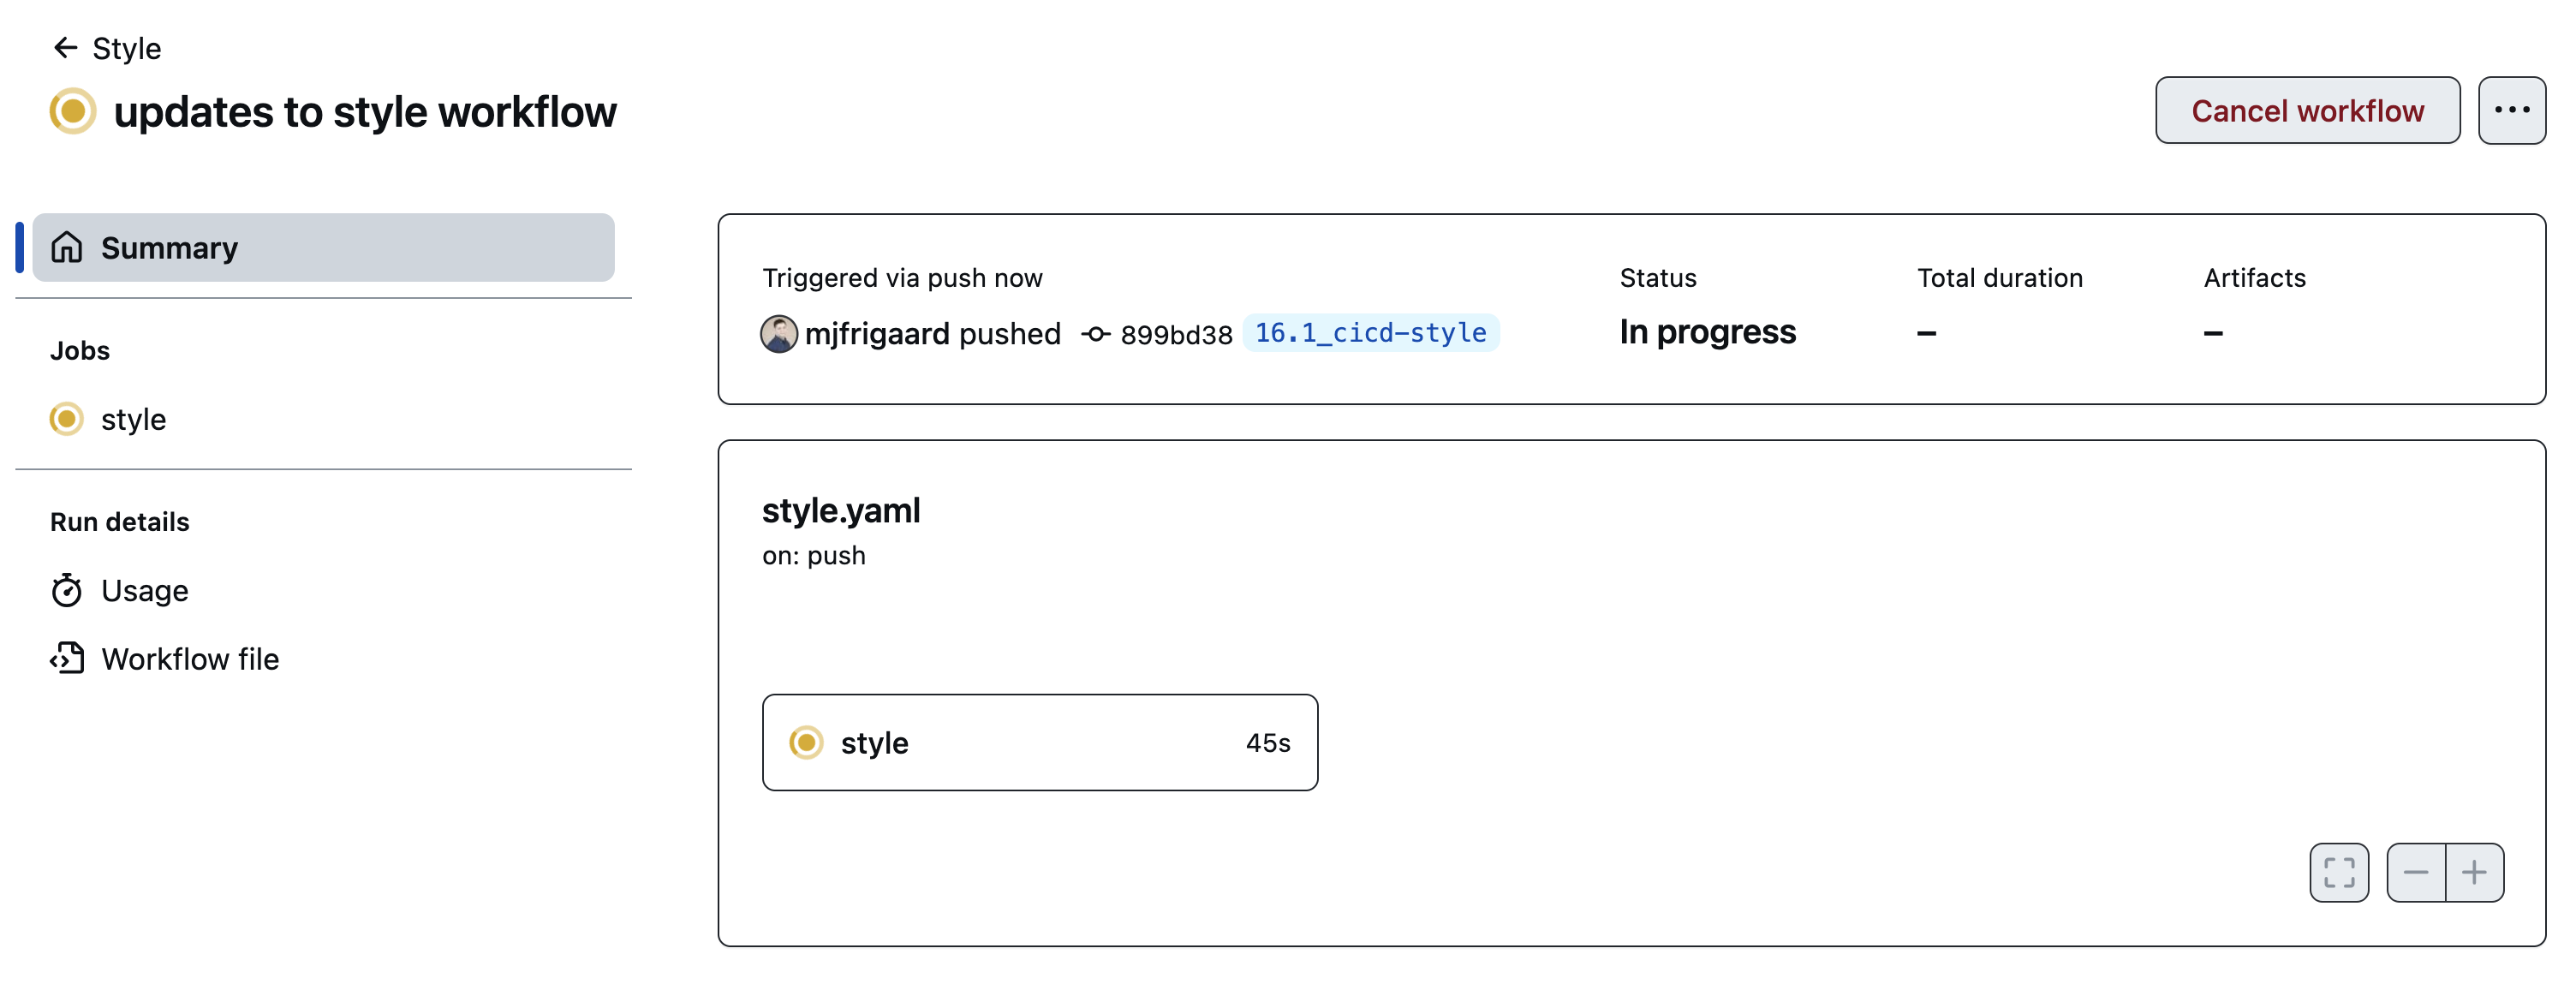 Style
updates to style workflow
Cancel workflow
Summary
Jobs
style
Run details
Usage
Workflow file
Triggered via push now
mjfrigaard pushed 899bd38 16.1_cicd-style
Status
In progress
Total duration
–
Artifacts
–
style.yaml
on: push
style 45s